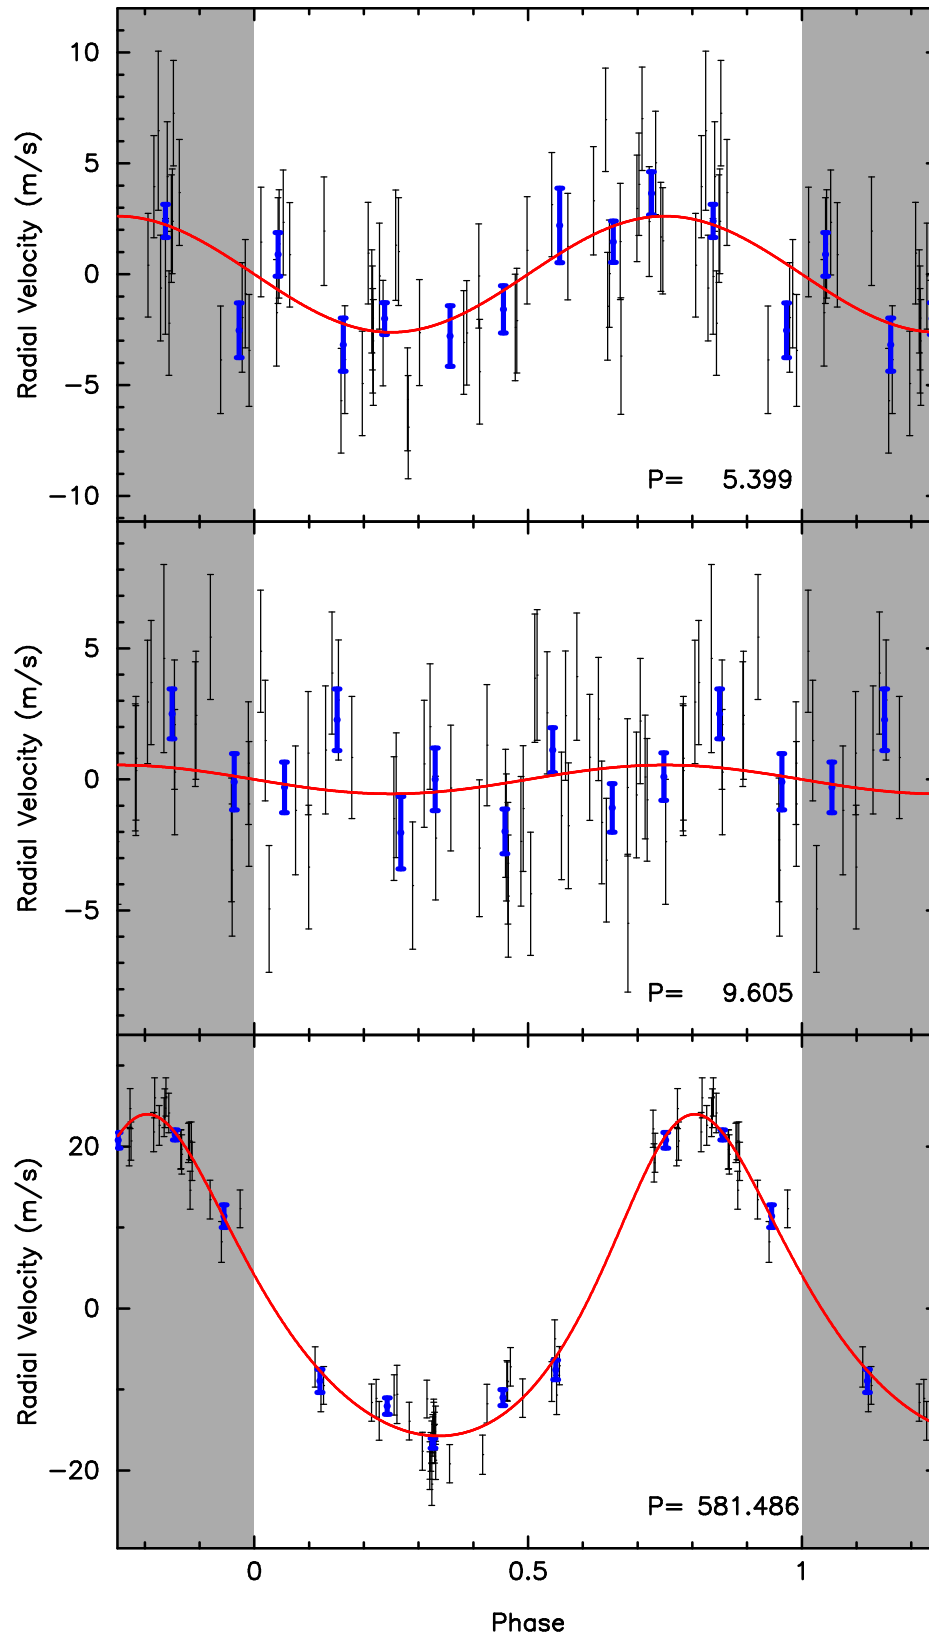 10
5
0
−5
−10
Radial Velocity (m/s)
P= 5.399
5
0
−5
Radial Velocity (m/s)
P= 9.605
20
0
−20
Radial Velocity (m/s)
P= 581.486
0 0.5 1
Phase